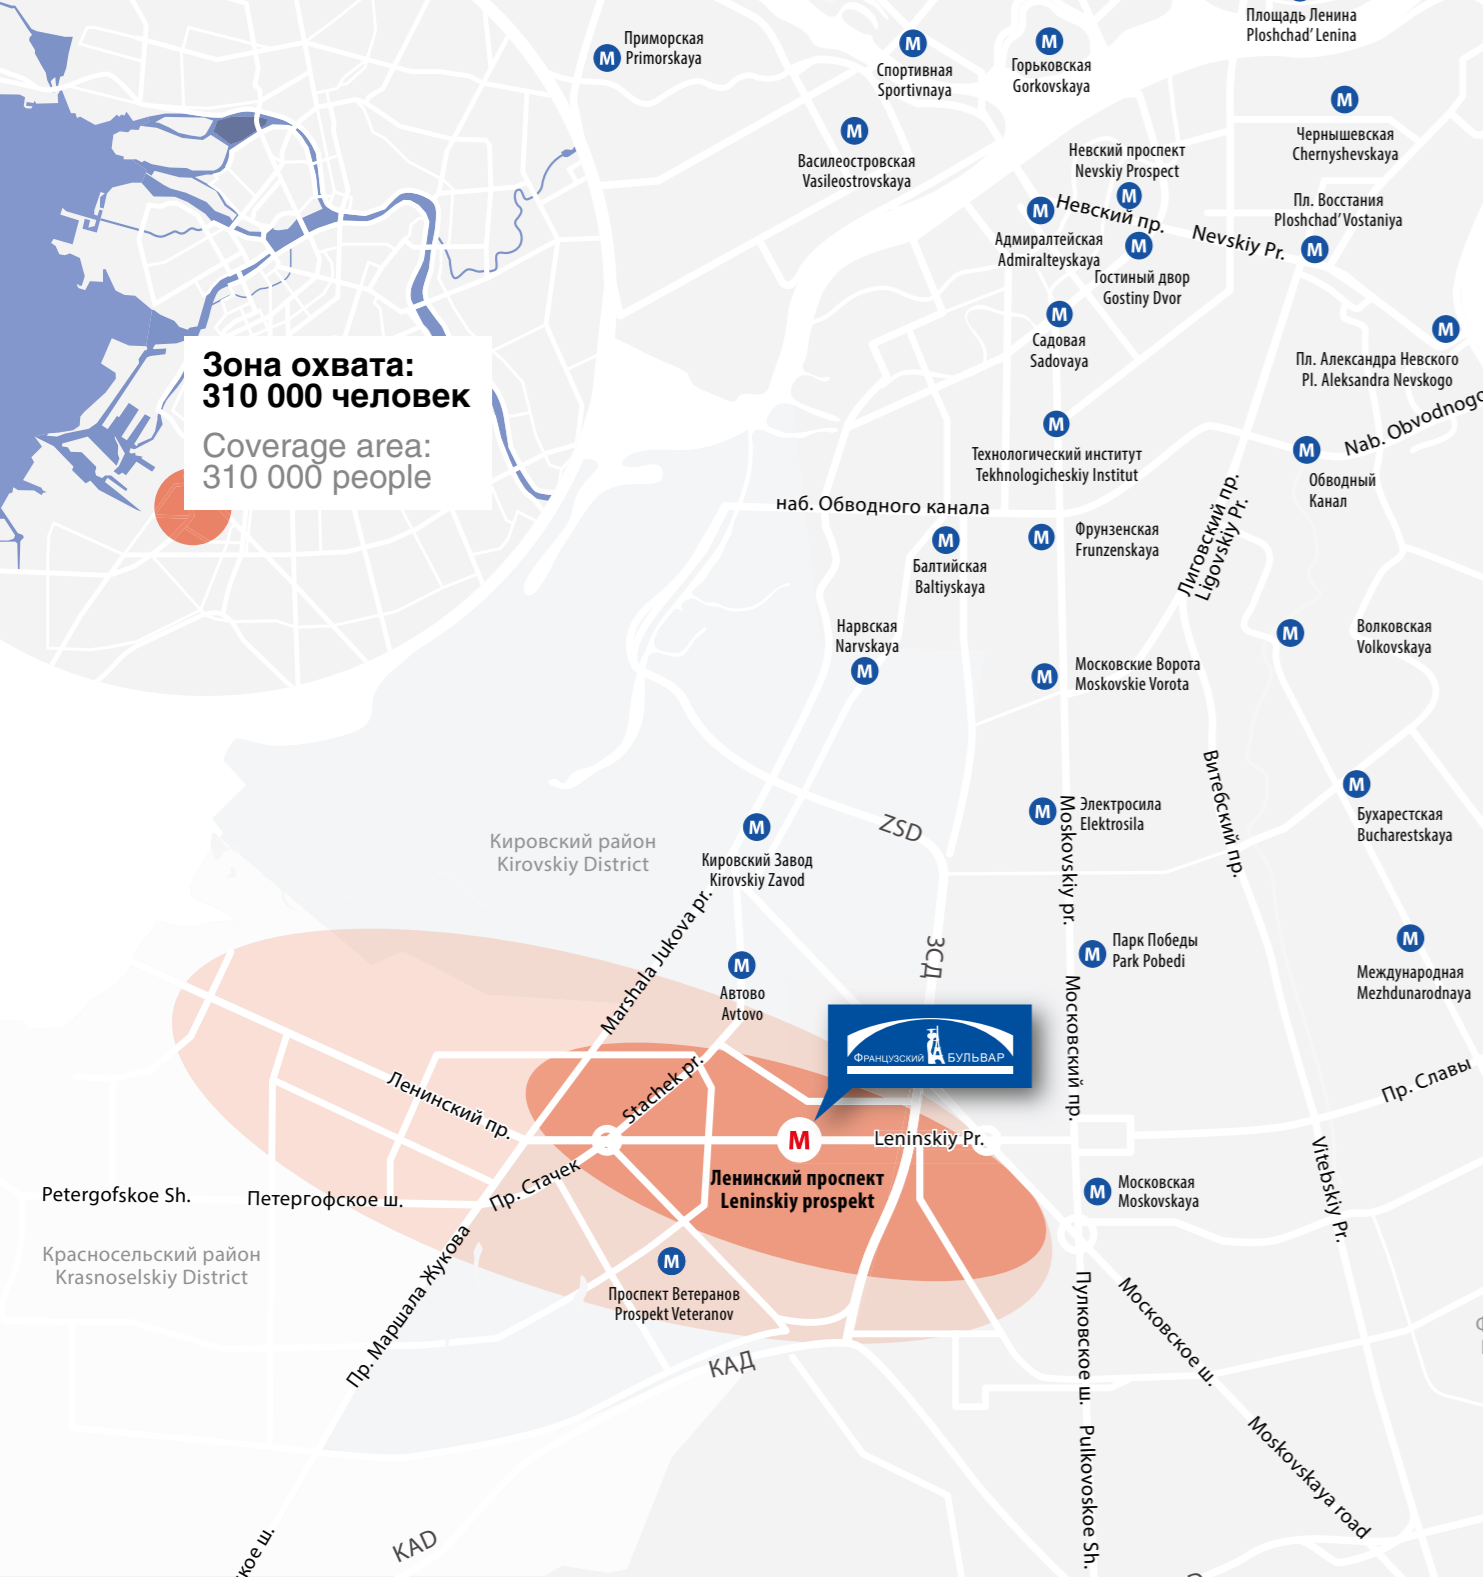 Площадь Ленина
Ploshchad' Lenina
Приморская
Primorskaya
Спортивная
Sportivnaya
Горьковская
Gorkovskaya
Чернышевская
Chernyshevskaya
Василеостровская
Vasileostrovskaya
Невский проспект
Nevskiy Prospect
Пл. Восстания
Ploshchad' Vostaniya
Невский пр.
Nevskiy Pr.
Адмиралтейская
Admiralteyskaya
Гостиный двор
Gostiny Dvor
Садовая
Sadovaya
Пл. Александра Невского
Pl. Aleksandra Nevskogo
Зона охвата:
310 000 человек
Coverage area:
310 000 people
Nab. Obvodnogo
Технологический институт
Tekhnologicheskiy Institut
Обводный
Канал
наб. Обводного канала
Лиговский пр.
Ligovskiy Pr.
Фрунзенская
Frunzenskaya
Балтийская
Baltiyskaya
Нарвская
Narvskaya
Волковская
Volkovskaya
Московские Ворота
Moskovskie Vorota
Витебский пр.
Электросила
Elektrosila
Moskovskiy pr.
Бухарестская
Bucharestskaya
ZSD
Кировский район
Kirovskiy District
Кировский Завод
Kirovskiy Zavod
Marshala Jukova pr.
ЗСД
Парк Победы
Park Pobedi
Международная
Mezhdunarodnaya
Автово
Avtovo
Московский пр.
ФРАНЦУЗСКИЙ БУЛЬВАР
Stachek pr.
Ленинский пр.
Пр. Славы
M
Leninskiy Pr.
Ленинский проспект
Leninskiy prospekt
Пр. Стачек
Petergofskoe Sh.
Петергофское ш.
Московская
Moskovskaya
Vitebskiy Pr.
Красносельский район
Krasnoselskiy District
Пр. Маршала Жукова
Проспект Ветеранов
Prospekt Veteranov
Пулковское ш.
Московское ш.
КАД
Pulkovoskoe Sh.
Moskovskaya road
KAD
кое ш.